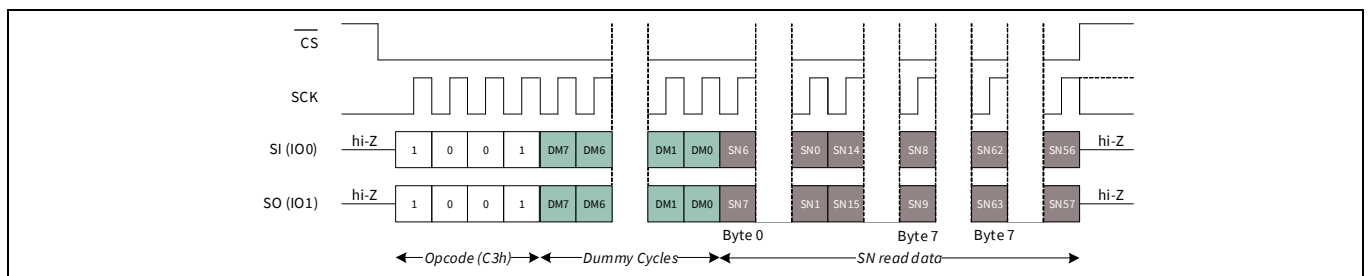 CS
SCK
hi-Z hi-Z
SI (IO0) 1 0 0 1 DM7 DM6 DM1 DM0 SN6 SN0 SN14 SN8 SN62 SN56
hi-Z hi-Z
SO (IO1) 1 0 0 1 DM7 DM6 DM1 DM0 SN7 SN1 SN15 SN9 SN63 SN57
Byte 0 Byte 7 Byte 7
Opcode (C3h) Dummy Cycles SN read data